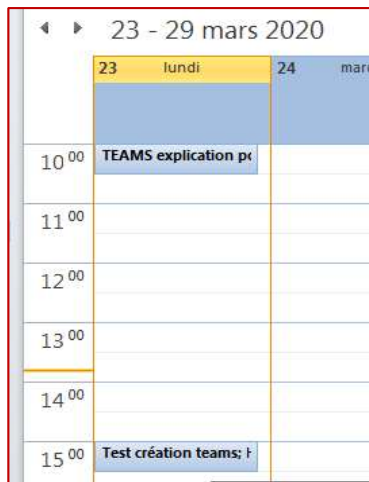 23 - 29 mars 2020
23 lundi 24
10 00 TEAMS explication
11 00
12 00
13 00
14 00
15 00 Test création teams;